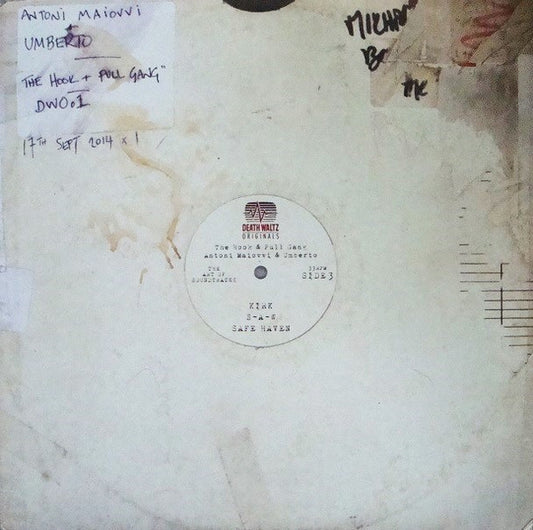 ANTONI MAIOVVI
+
UMBERTO
THE HOOK + PULL GANG"
DWO01
17TH SEPT 2014 x 1
ME
DEATH WALTZ
ORIGINALS
The Hook & Pull Gang
Antoni Maiovvi & Umberto
THE
ART OF
SOUNDTRACKS
33RPM
SIDE 3
KIRK
S-A-W
SAFE HAVEN